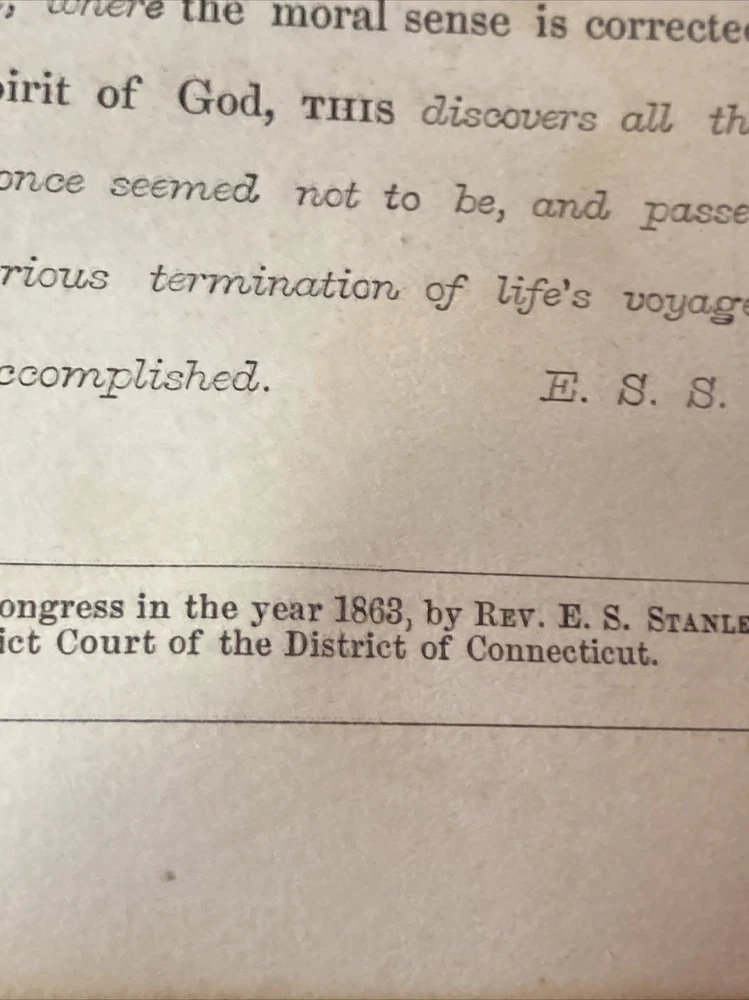 , where the moral sense is correcte
irit of God, THIS discovers all th
once seemed not to be, and passe
rious termination of life's voyage
ccomplished. E. S. S.
ongress in the year 1863, by REV. E. S. STANLE
ict Court of the District of Connecticut.